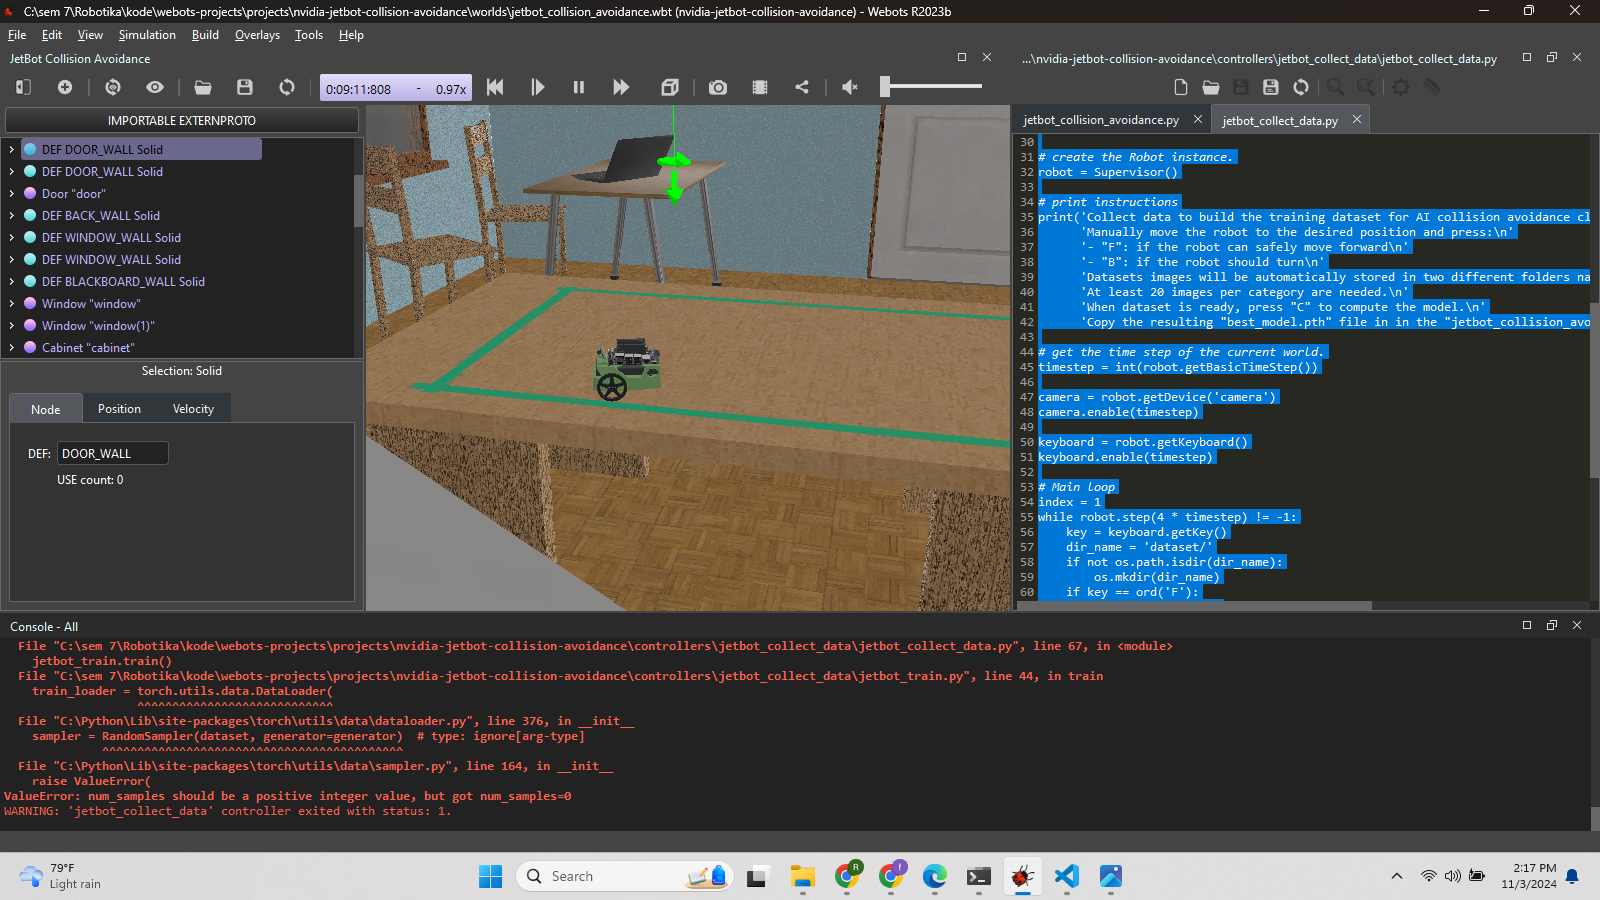 C:\sem 7\Robotika\kode\webots-projects\projects\nvidia-jetbot-collision-avoidance\worlds\jetbot_collision_avoidance.wbt (nvidia-jetbot-collision-avoidance) - Webots R2023b
File Edit View Simulation Build Overlays Tools Help
JetBot Collision Avoidance
0:09:11:808 - 0.97x
IMPORTABLE EXTERNPROTO
DEF DOOR_WALL Solid
DEF DOOR_WALL Solid
Door "door"
DEF BACK_WALL Solid
DEF WINDOW_WALL Solid
DEF WINDOW_WALL Solid
DEF BLACKBOARD_WALL Solid
Window "window"
Window "window(1)"
Cabinet "cabinet"
Selection: Solid
Node Position Velocity
DEF: DOOR_WALL
USE count: 0
...\nvidia-jetbot-collision-avoidance\controllers\jetbot_collect_data\jetbot_collect_data.py
jetbot_collision_avoidance.py jetbot_collect_data.py
30
31 # create the Robot instance.
32 robot = Supervisor()
33
34 # print instructions
35 print('Collect data to build the training dataset for AI collision avoidance cl
36 'Manually move the robot to the desired position and press:\n'
37 '- "F": if the robot can safely move forward\n'
38 '- "B": if the robot should turn\n'
39 'Datasets images will be automatically stored in two different folders na
40 'At least 20 images per category are needed.\n'
41 'When dataset is ready, press "C" to compute the model.\n'
42 'Copy the resulting "best_model.pth" file in in the "jetbot_collision_avo
43
44 # get the time step of the current world.
45 timestep = int(robot.getBasicTimeStep())
46
47 camera = robot.getDevice('camera')
48 camera.enable(timestep)
49
50 keyboard = robot.getKeyboard()
51 keyboard.enable(timestep)
52
53 # Main loop
54 index = 1
55 while robot.step(4 * timestep) != -1:
56 key = keyboard.getKey()
57 dir_name = 'dataset/'
58 if not os.path.isdir(dir_name):
59 os.mkdir(dir_name)
60 if key == ord('F'):
Console - All
File "C:\sem 7\Robotika\kode\webots-projects\projects\nvidia-jetbot-collision-avoidance\controllers\jetbot_collect_data\jetbot_collect_data.py", line 67, in <module>
jetbot_train.train()
File "C:\sem 7\Robotika\kode\webots-projects\projects\nvidia-jetbot-collision-avoidance\controllers\jetbot_collect_data\jetbot_train.py", line 44, in train
train_loader = torch.utils.data.DataLoader(
^^^^^^^^^^^^^^^^^^^^^^^^^^^^
File "C:\Python\Lib\site-packages\torch\utils\data\dataloader.py", line 376, in __init__
sampler = RandomSampler(dataset, generator=generator)  # type: ignore[arg-type]
^^^^^^^^^^^^^^^^^^^^^^^^^^^^^^^^^^^^^^^^^^^
File "C:\Python\Lib\site-packages\torch\utils\data\sampler.py", line 164, in __init__
raise ValueError(
ValueError: num_samples should be a positive integer value, but got num_samples=0
WARNING: 'jetbot_collect_data' controller exited with status: 1.
79°F
Light rain
Search
R
f
2:17 PM
11/3/2024